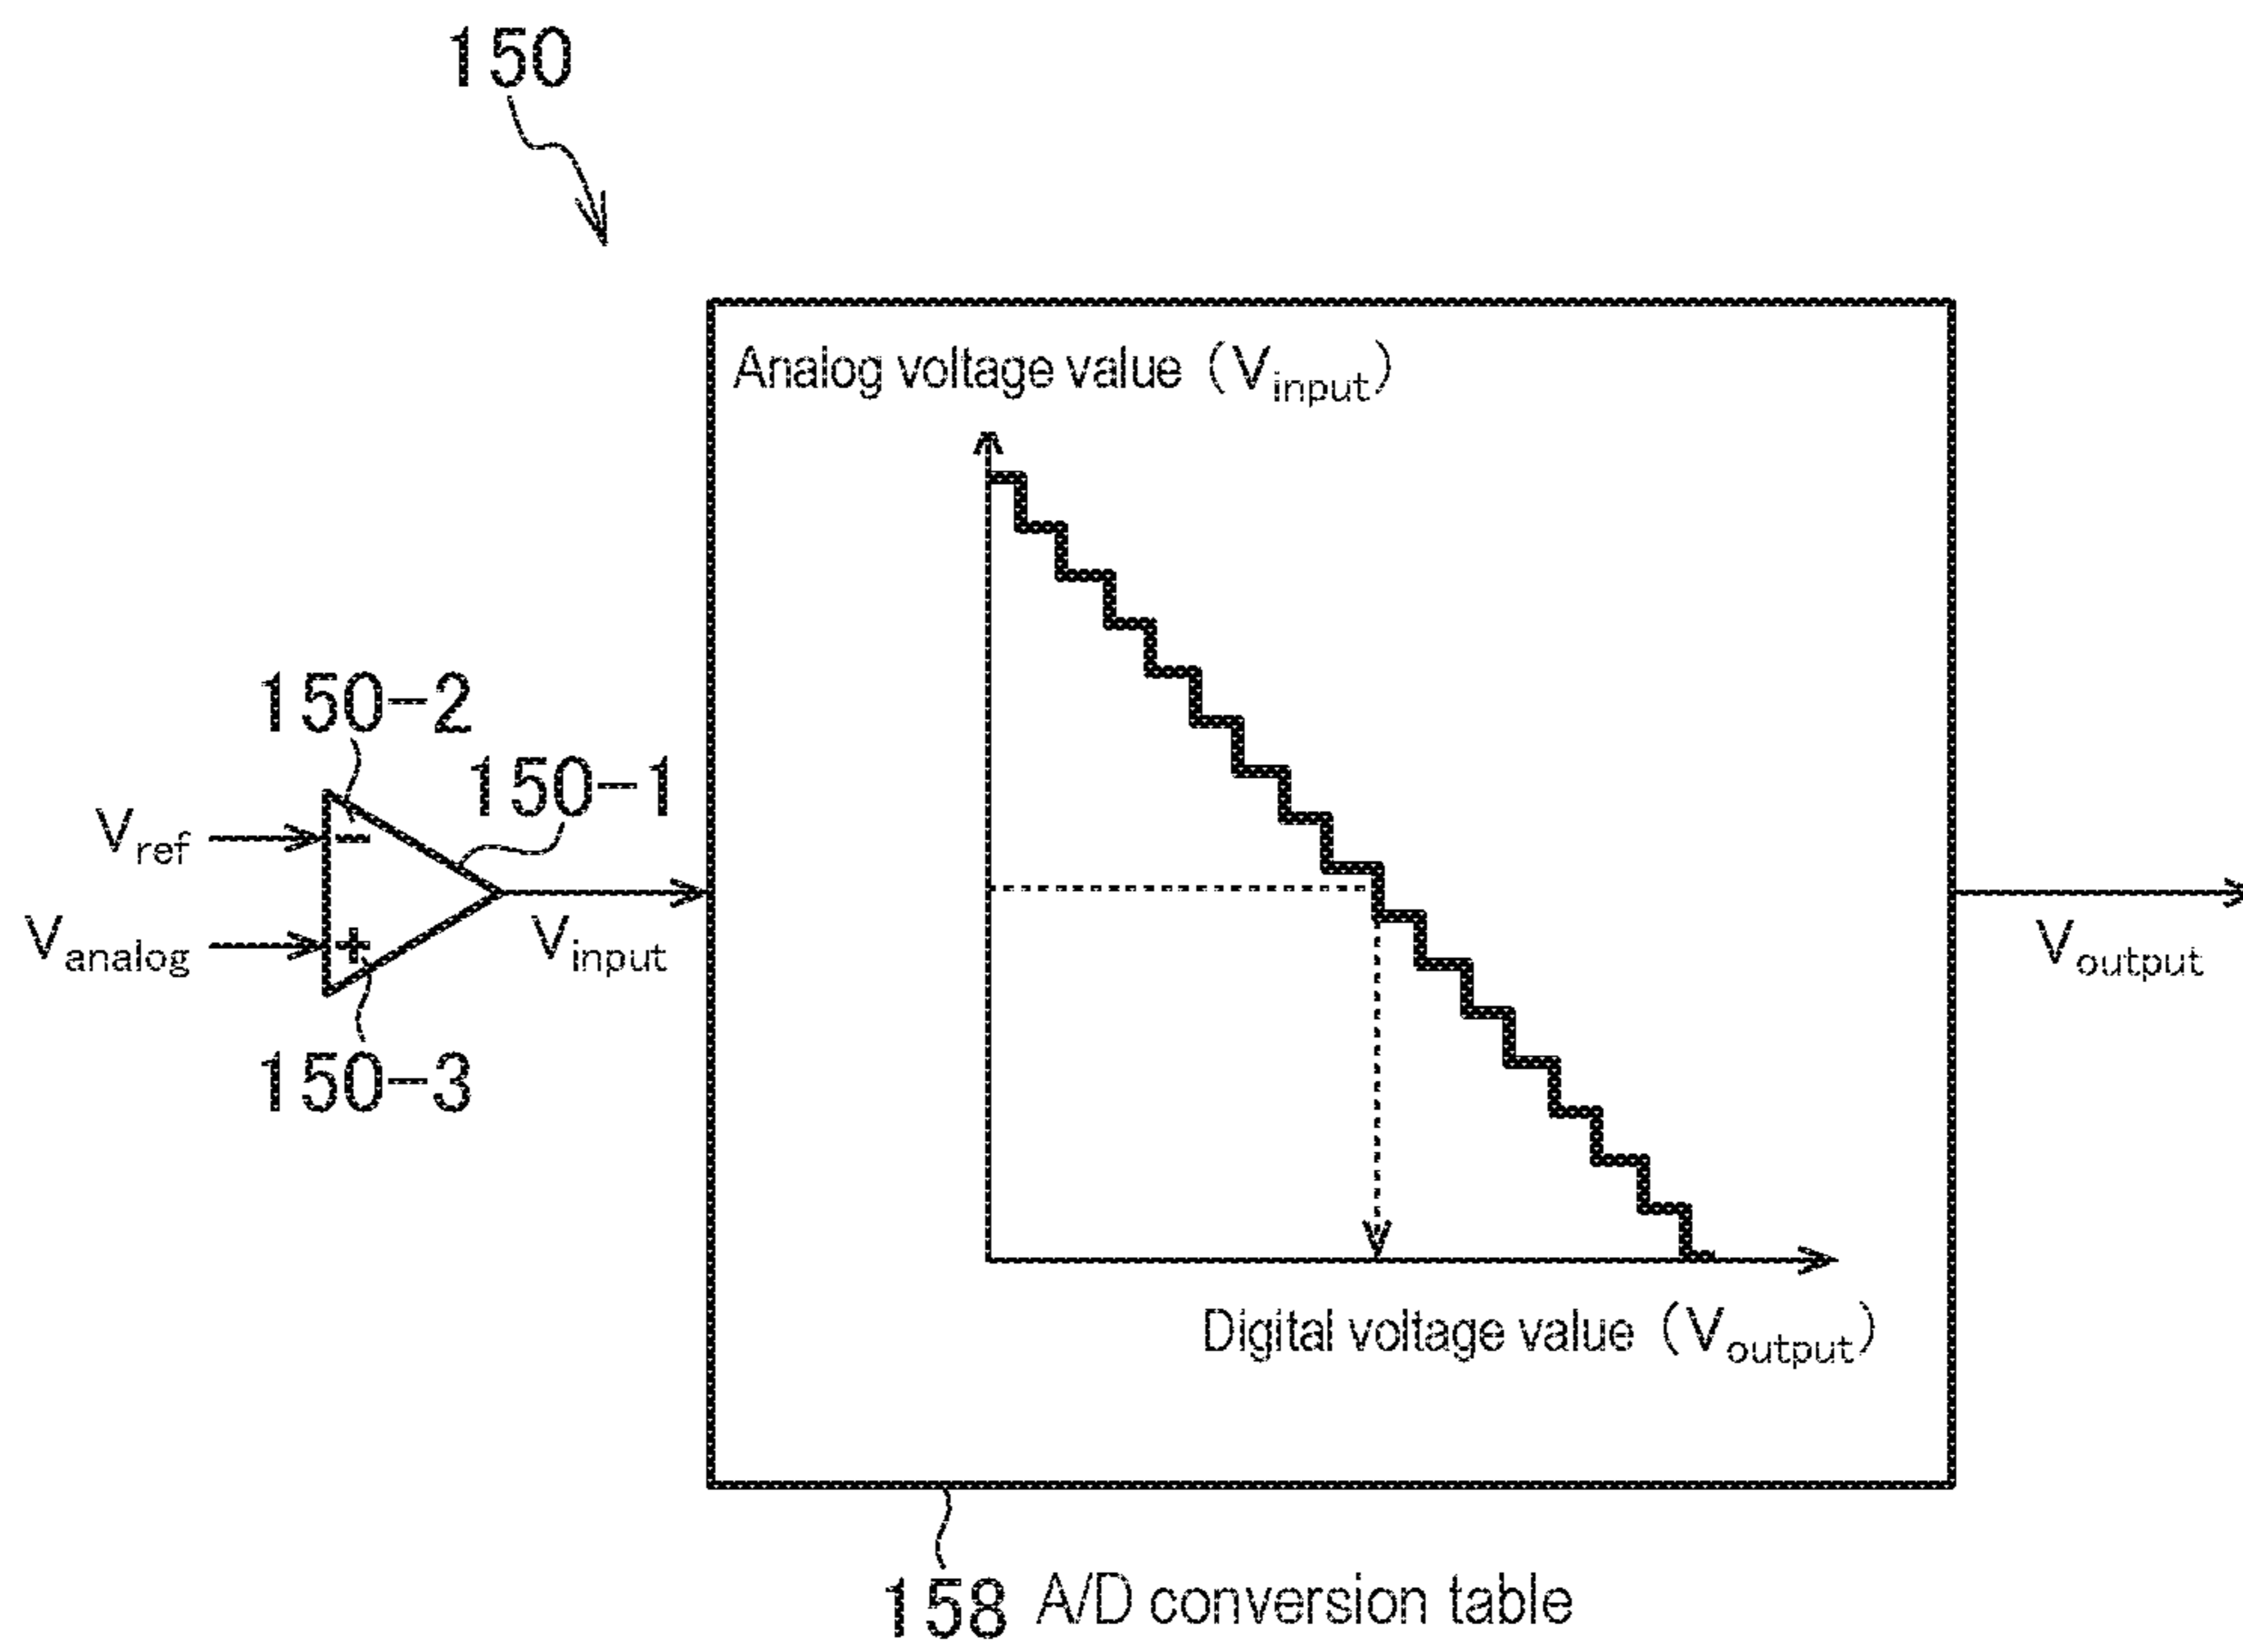 150
Analog voltage value (Vinput)
150-2
150-1
Vref
−
Vanalog
+
Vinput
Voutput
150-3
Digital voltage value (Voutput)
158 A/D conversion table